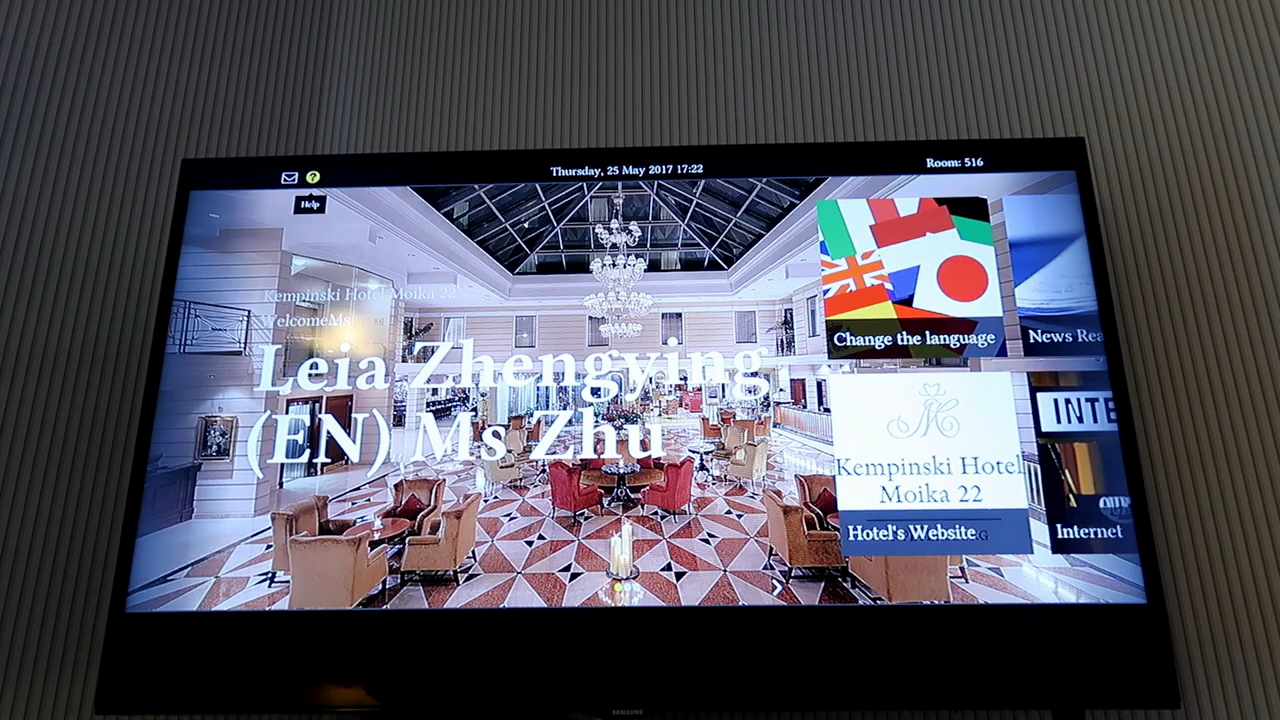 Thursday, 25 May 2017 17:22
Room: 516
?
Help
Kempinski Hotel Moika 22
WelcomeMs
Leia Zhengying
(EN) Ms Zhu
Change the language
News Rea
Kempinski Hotel
Moika 22
Hotel's Website
INTE
Internet
SAMSUNG